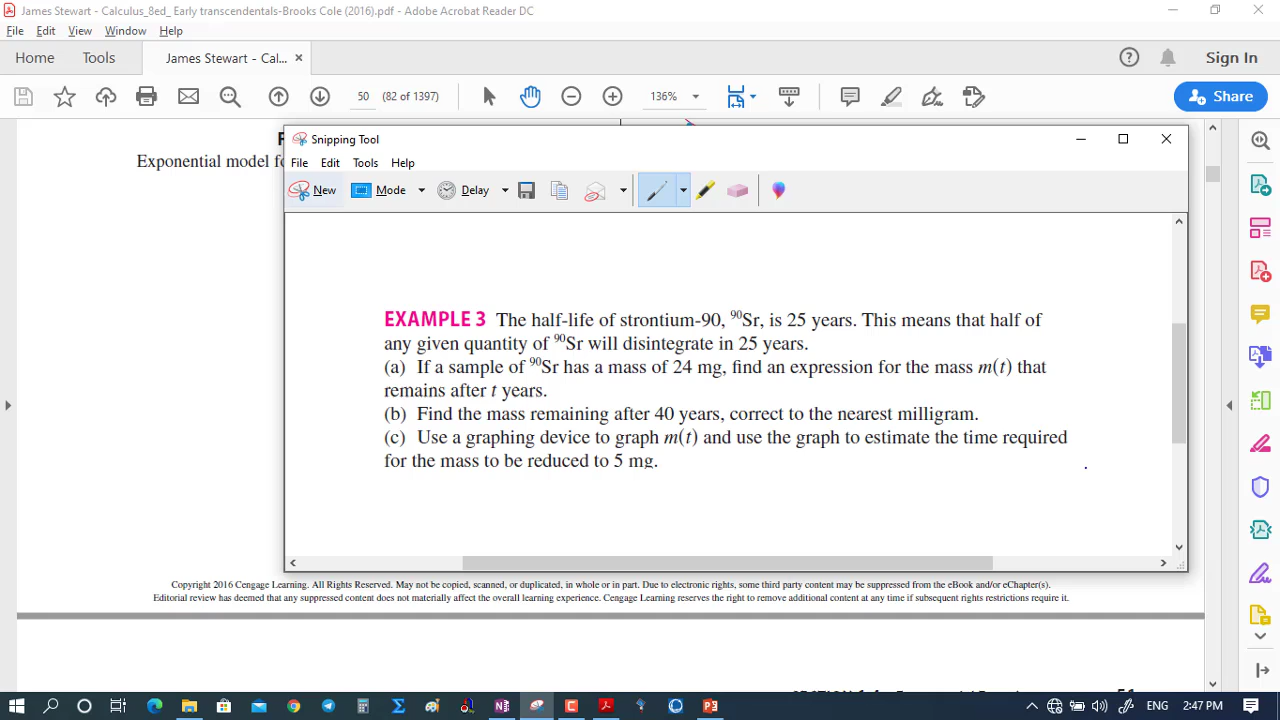 James Stewart - Calculus_8ed_ Early transcendentals-Brooks Cole (2016).pdf - Adobe Acrobat Reader DC
File Edit View Window Help
Home Tools James Stewart - Cal... × Sign In
50 (82 of 1397) 136% Share
Exponential model fo
Snipping Tool
File Edit Tools Help
New Mode Delay
EXAMPLE 3 The half-life of strontium-90, ⁹⁰Sr, is 25 years. This means that half of
any given quantity of ⁹⁰Sr will disintegrate in 25 years.
(a) If a sample of ⁹⁰Sr has a mass of 24 mg, find an expression for the mass m(t) that
remains after t years.
(b) Find the mass remaining after 40 years, correct to the nearest milligram.
(c) Use a graphing device to graph m(t) and use the graph to estimate the time required
for the mass to be reduced to 5 mg.
Copyright 2016 Cengage Learning. All Rights Reserved. May not be copied, scanned, or duplicated, in whole or in part. Due to electronic rights, some third party content may be suppressed from the eBook and/or eChapter(s).
Editorial review has deemed that any suppressed content does not materially affect the overall learning experience. Cengage Learning reserves the right to remove additional content at any time if subsequent rights restrictions require it.
ENG 2:47 PM